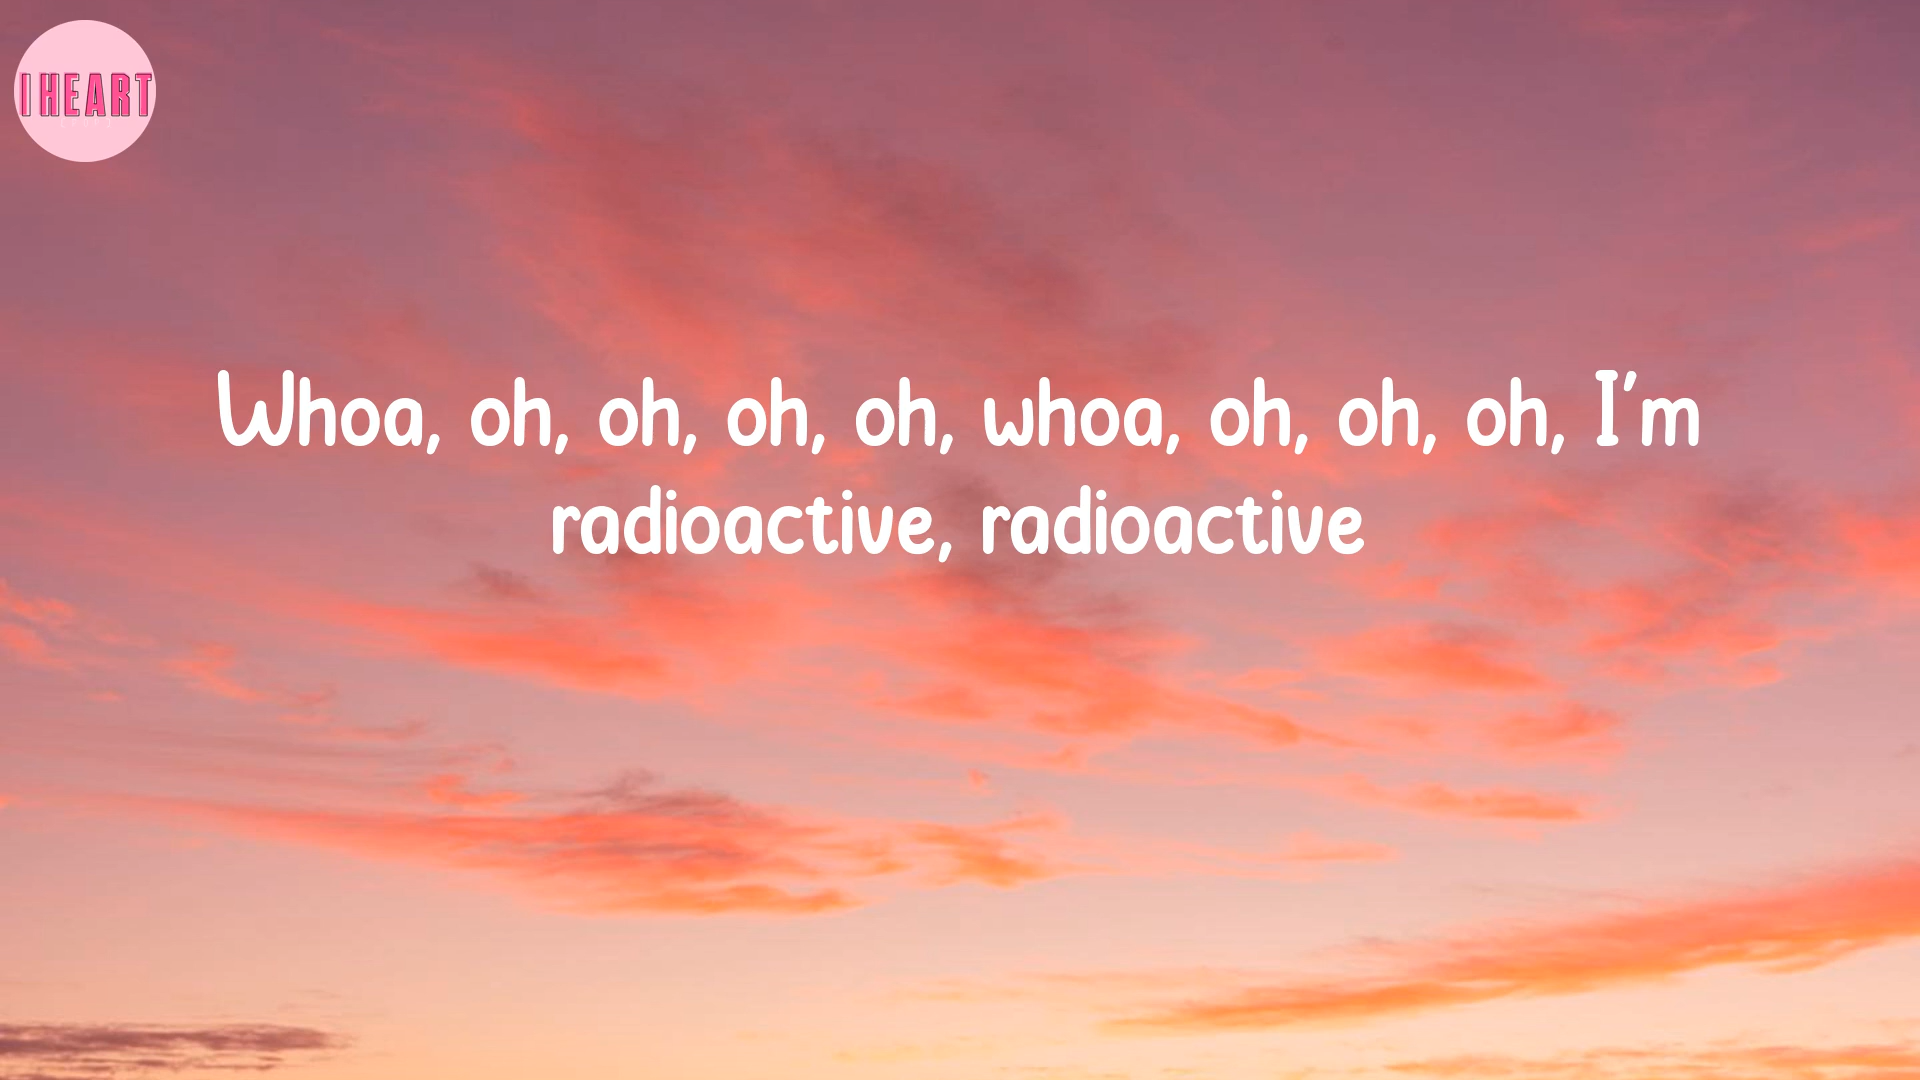 I HEART
Whoa, oh, oh, oh, oh, whoa, oh, oh, oh, I'm
radioactive, radioactive